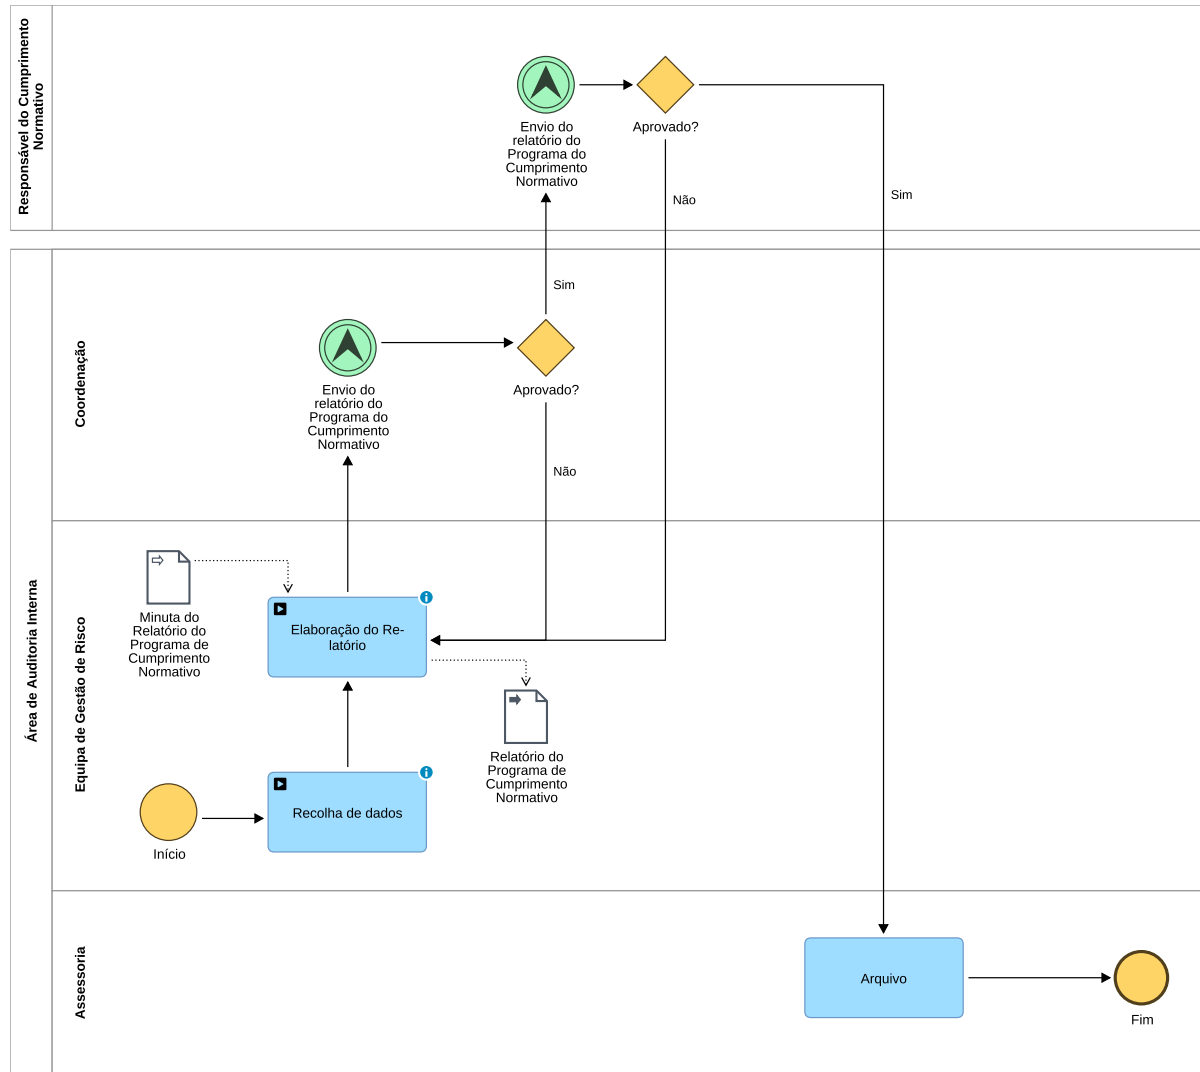 Responsável do Cumprimento
Normativo
Envio do
relatório do
Programa do
Cumprimento
Normativo
Aprovado?
Não
Sim
Área de Auditoria Interna
Coordenação
Sim
Envio do
relatório do
Programa do
Cumprimento
Normativo
Aprovado?
Não
Equipa de Gestão de Risco
Minuta do
Relatório do
Programa de
Cumprimento
Normativo
Elaboração do Re-
latório
Relatório do
Programa de
Cumprimento
Normativo
Início
Recolha de dados
Assessoria
Arquivo
Fim